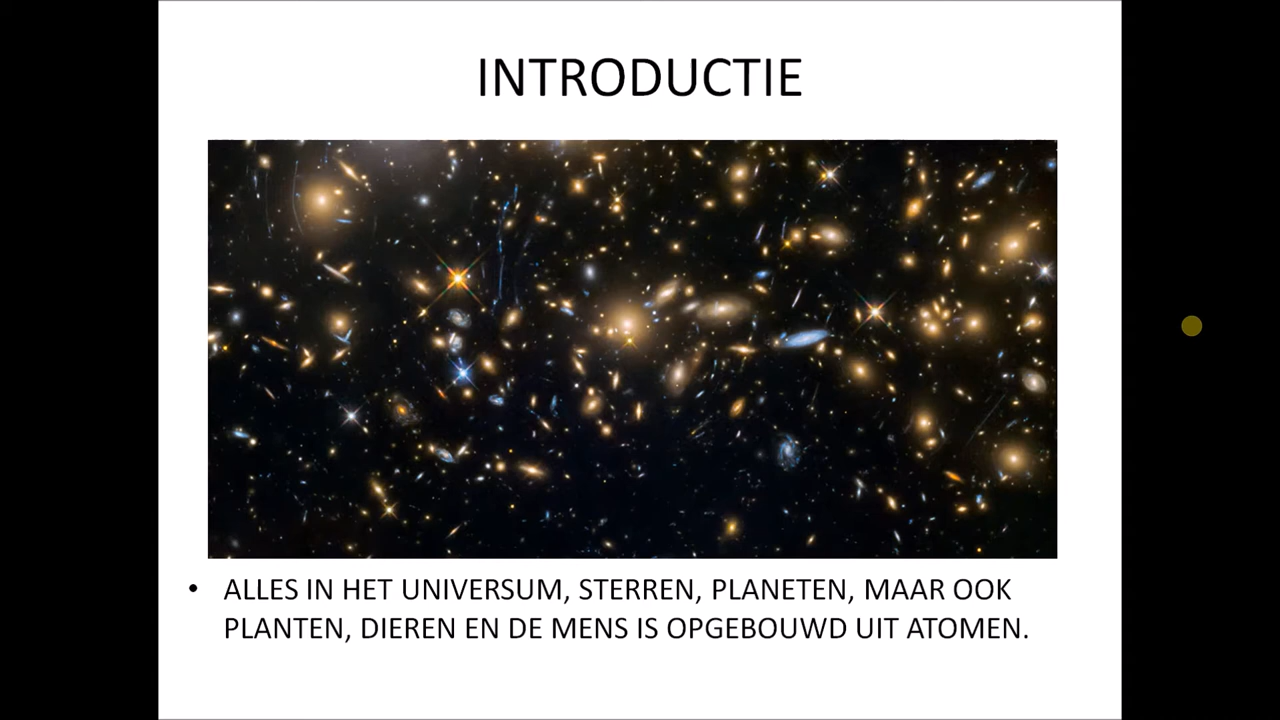 INTRODUCTIE
• ALLES IN HET UNIVERSUM, STERREN, PLANETEN, MAAR OOK
PLANTEN, DIEREN EN DE MENS IS OPGEBOUWD UIT ATOMEN.